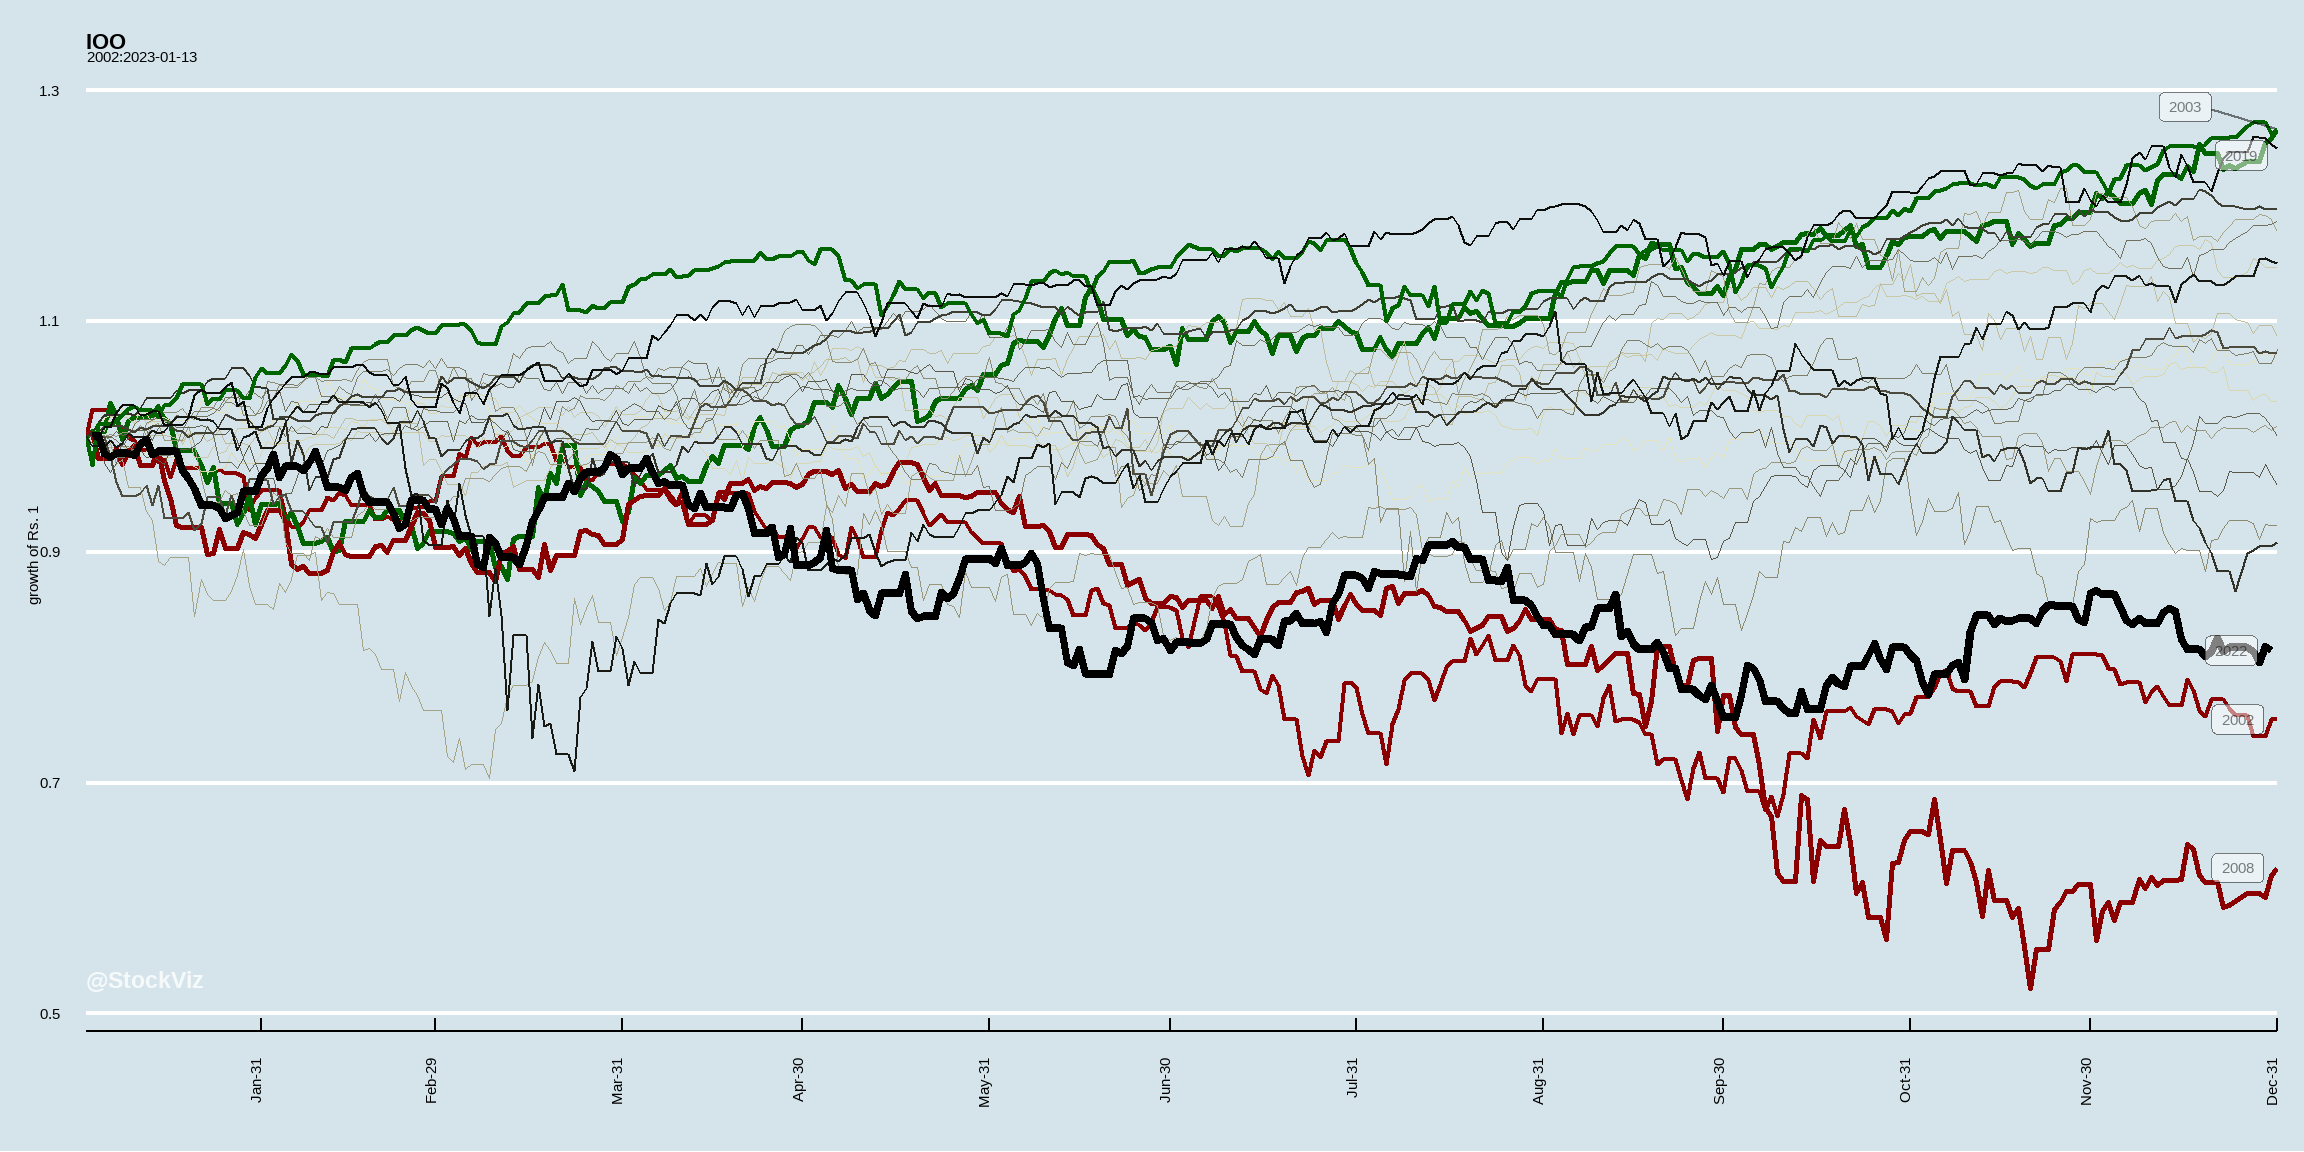 IOO
2002:2023-01-13
1.3
1.1
0.9
0.7
0.5
growth of Rs. 1
2003
2019
2022
2002
2008
@StockViz
Jan-31
Feb-29
Mar-31
Apr-30
May-31
Jun-30
Jul-31
Aug-31
Sep-30
Oct-31
Nov-30
Dec-31